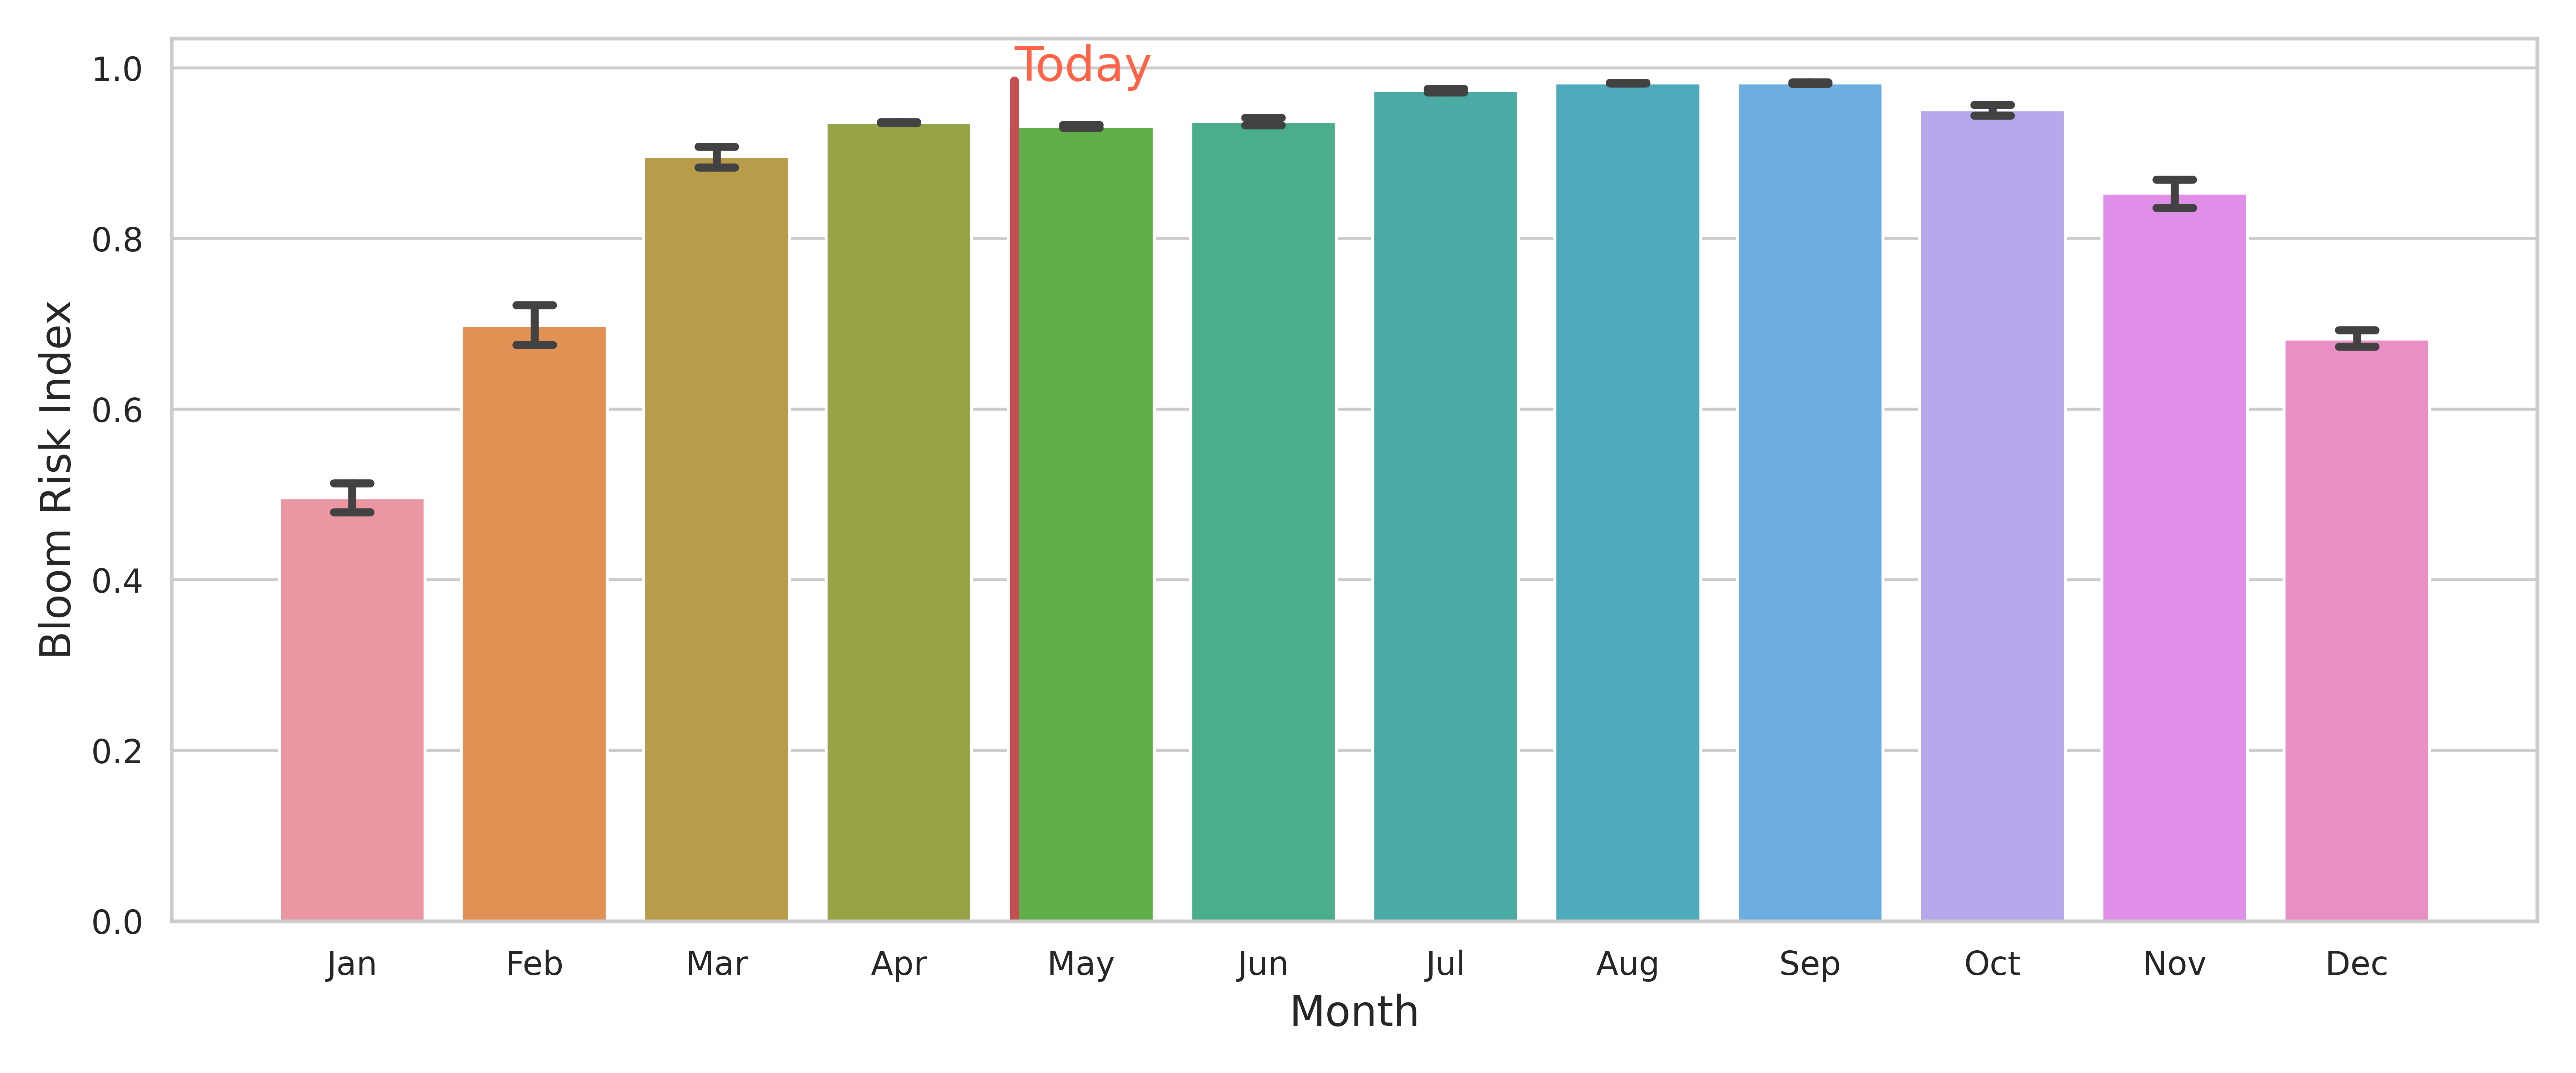 Today
1.0
0.8
0.6
0.4
0.2
0.0
Bloom Risk Index
Jan Feb Mar Apr May Jun Jul Aug Sep Oct Nov Dec
Month